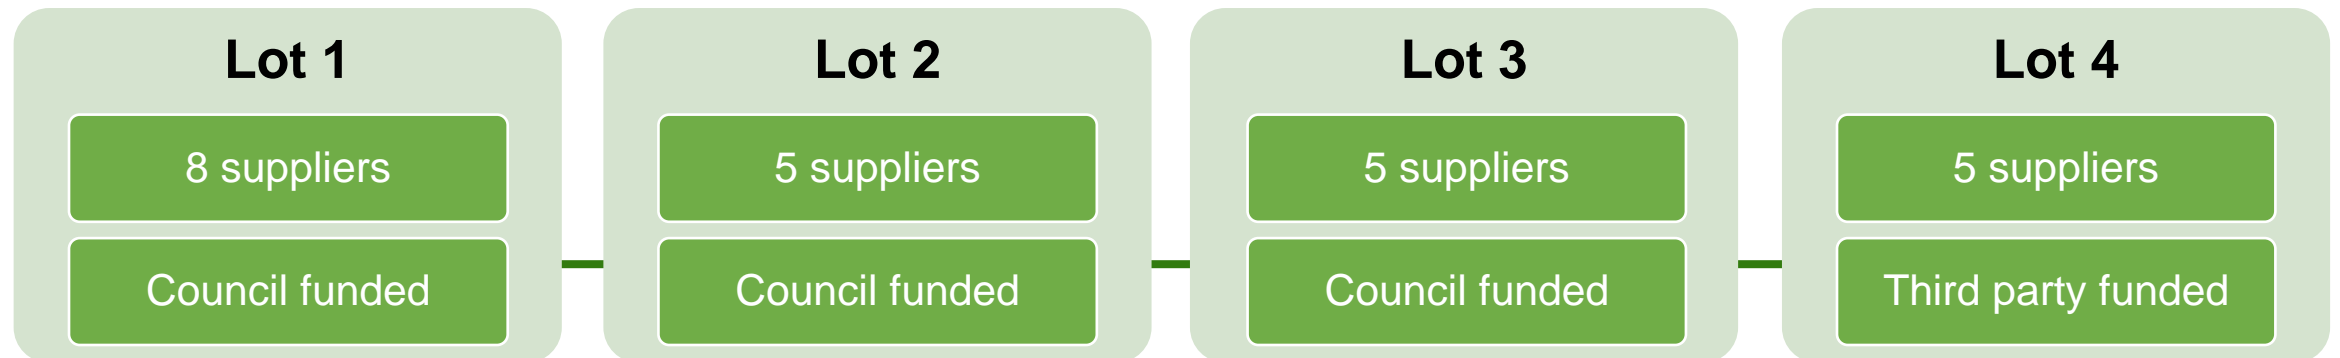 Lot 1
8 suppliers
Council funded
Lot 2
5 suppliers
Council funded
Lot 3
5 suppliers
Council funded
Lot 4
5 suppliers
Third party funded